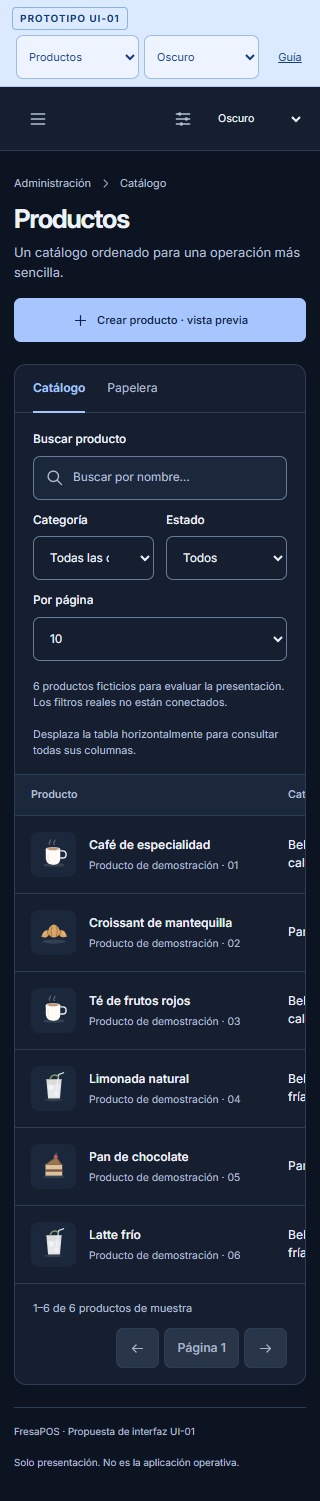 PROTOTIPO UI-01
Productos
Oscuro
Guía
Oscuro
Administración
Catálogo
Productos
Un catálogo ordenado para una operación más
sencilla.
Crear producto · vista previa
Catálogo
Papelera
Buscar producto
Buscar por nombre...
Categoría
Estado
Todas las
Todos
Por página
10
6 productos ficticios para evaluar la presentación.
Los filtros reales no están conectados.
Desplaza la tabla horizontalmente para consultar
todas sus columnas.
Producto
Café de especialidad
Producto de demostración · 01
Croissant de mantequilla
Producto de demostración · 02
Té de frutos rojos
Producto de demostración · 03
Limonada natural
Producto de demostración · 04
Pan de chocolate
Producto de demostración · 05
Latte frío
Producto de demostración · 06
1–6 de 6 productos de muestra
Página 1
FresaPOS · Propuesta de interfaz UI-01
Solo presentación. No es la aplicación operativa.